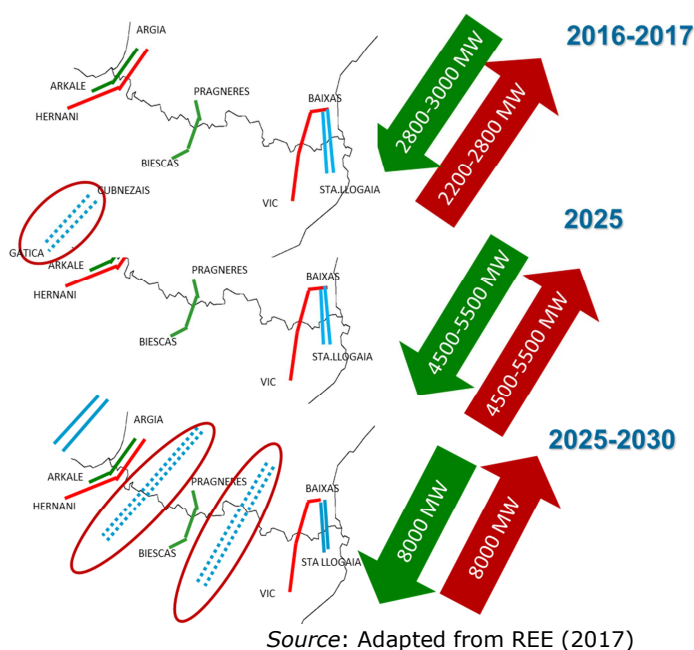 ARGIA
2016-2017
ARKALE
PRAGNERES
BAIXAS
HERNANI
2800-3000 MW
2200-2800 MW
BIESCAS
STA.LLOGAIA
VIC
CUBNEZAIS
2025
GATICA
ARKALE
PRAGNERES
BAIXAS
HERNANI
4500-5500 MW
4500-5500 MW
BIESCAS
STA.LLOGAIA
VIC
ARGIA
2025-2030
ARKALE
PRAGNERES
BAIXAS
HERNANI
8000 MW
8000 MW
BIESCAS
STA LLOGAIA
VIC
Source: Adapted from REE (2017)